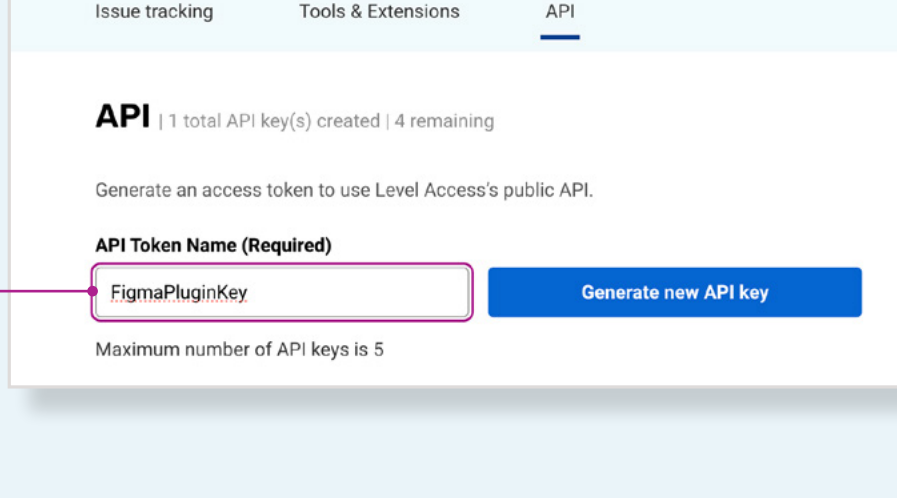 Issue tracking Tools & Extensions API
API | 1 total API key(s) created | 4 remaining
Generate an access token to use Level Access's public API.
API Token Name (Required)
FigmaPluginKey Generate new API key
Maximum number of API keys is 5